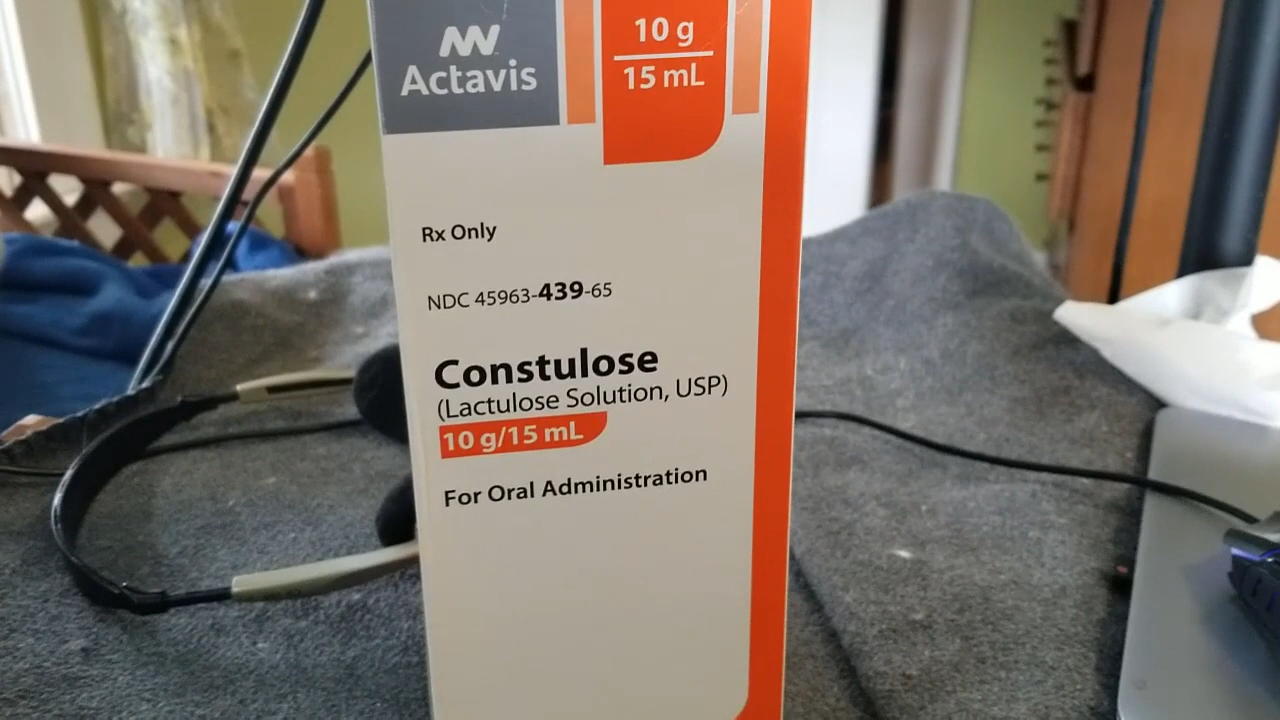 Actavis
10 g
15 mL
Rx Only
NDC 45963-439-65
Constulose
(Lactulose Solution, USP)
10 g/15 mL
For Oral Administration